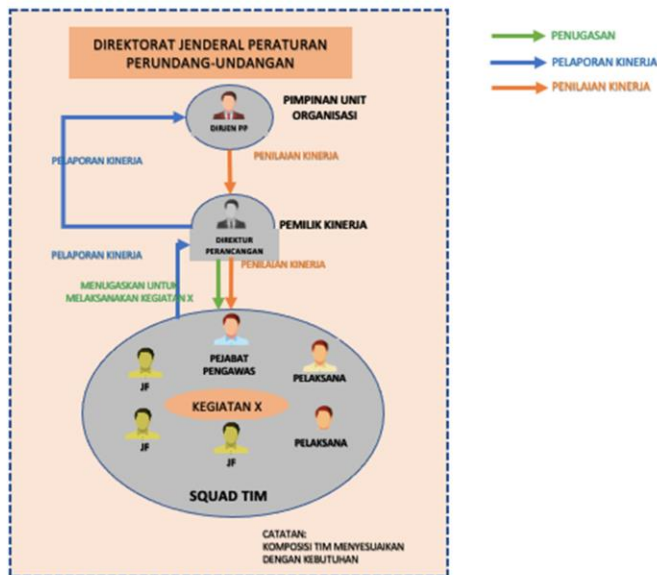 DIREKTORAT JENDERAL PERATURAN
PERUNDANG-UNDANGAN
PENUGASAN
PELAPORAN KINERJA
PENILAIAN KINERJA
PIMPINAN UNIT
ORGANISASI
DIRJEN PP
PELAPORAN KINERJA
PENILAIAN KINERJA
PEMILIK KINERJA
DIREKTUR
PERANCANGAN
PELAPORAN KINERJA
PENILAIAN KINERJA
MENUGASKAN UNTUK
MELAKSANAKAN KEGIATAN X
PEJABAT
PENGAWAS
PELAKSANA
JF
KEGIATAN X
JF
JF
PELAKSANA
SQUAD TIM
CATATAN:
KOMPOSISI TIM MENYESUAIKAN
DENGAN KEBUTUHAN